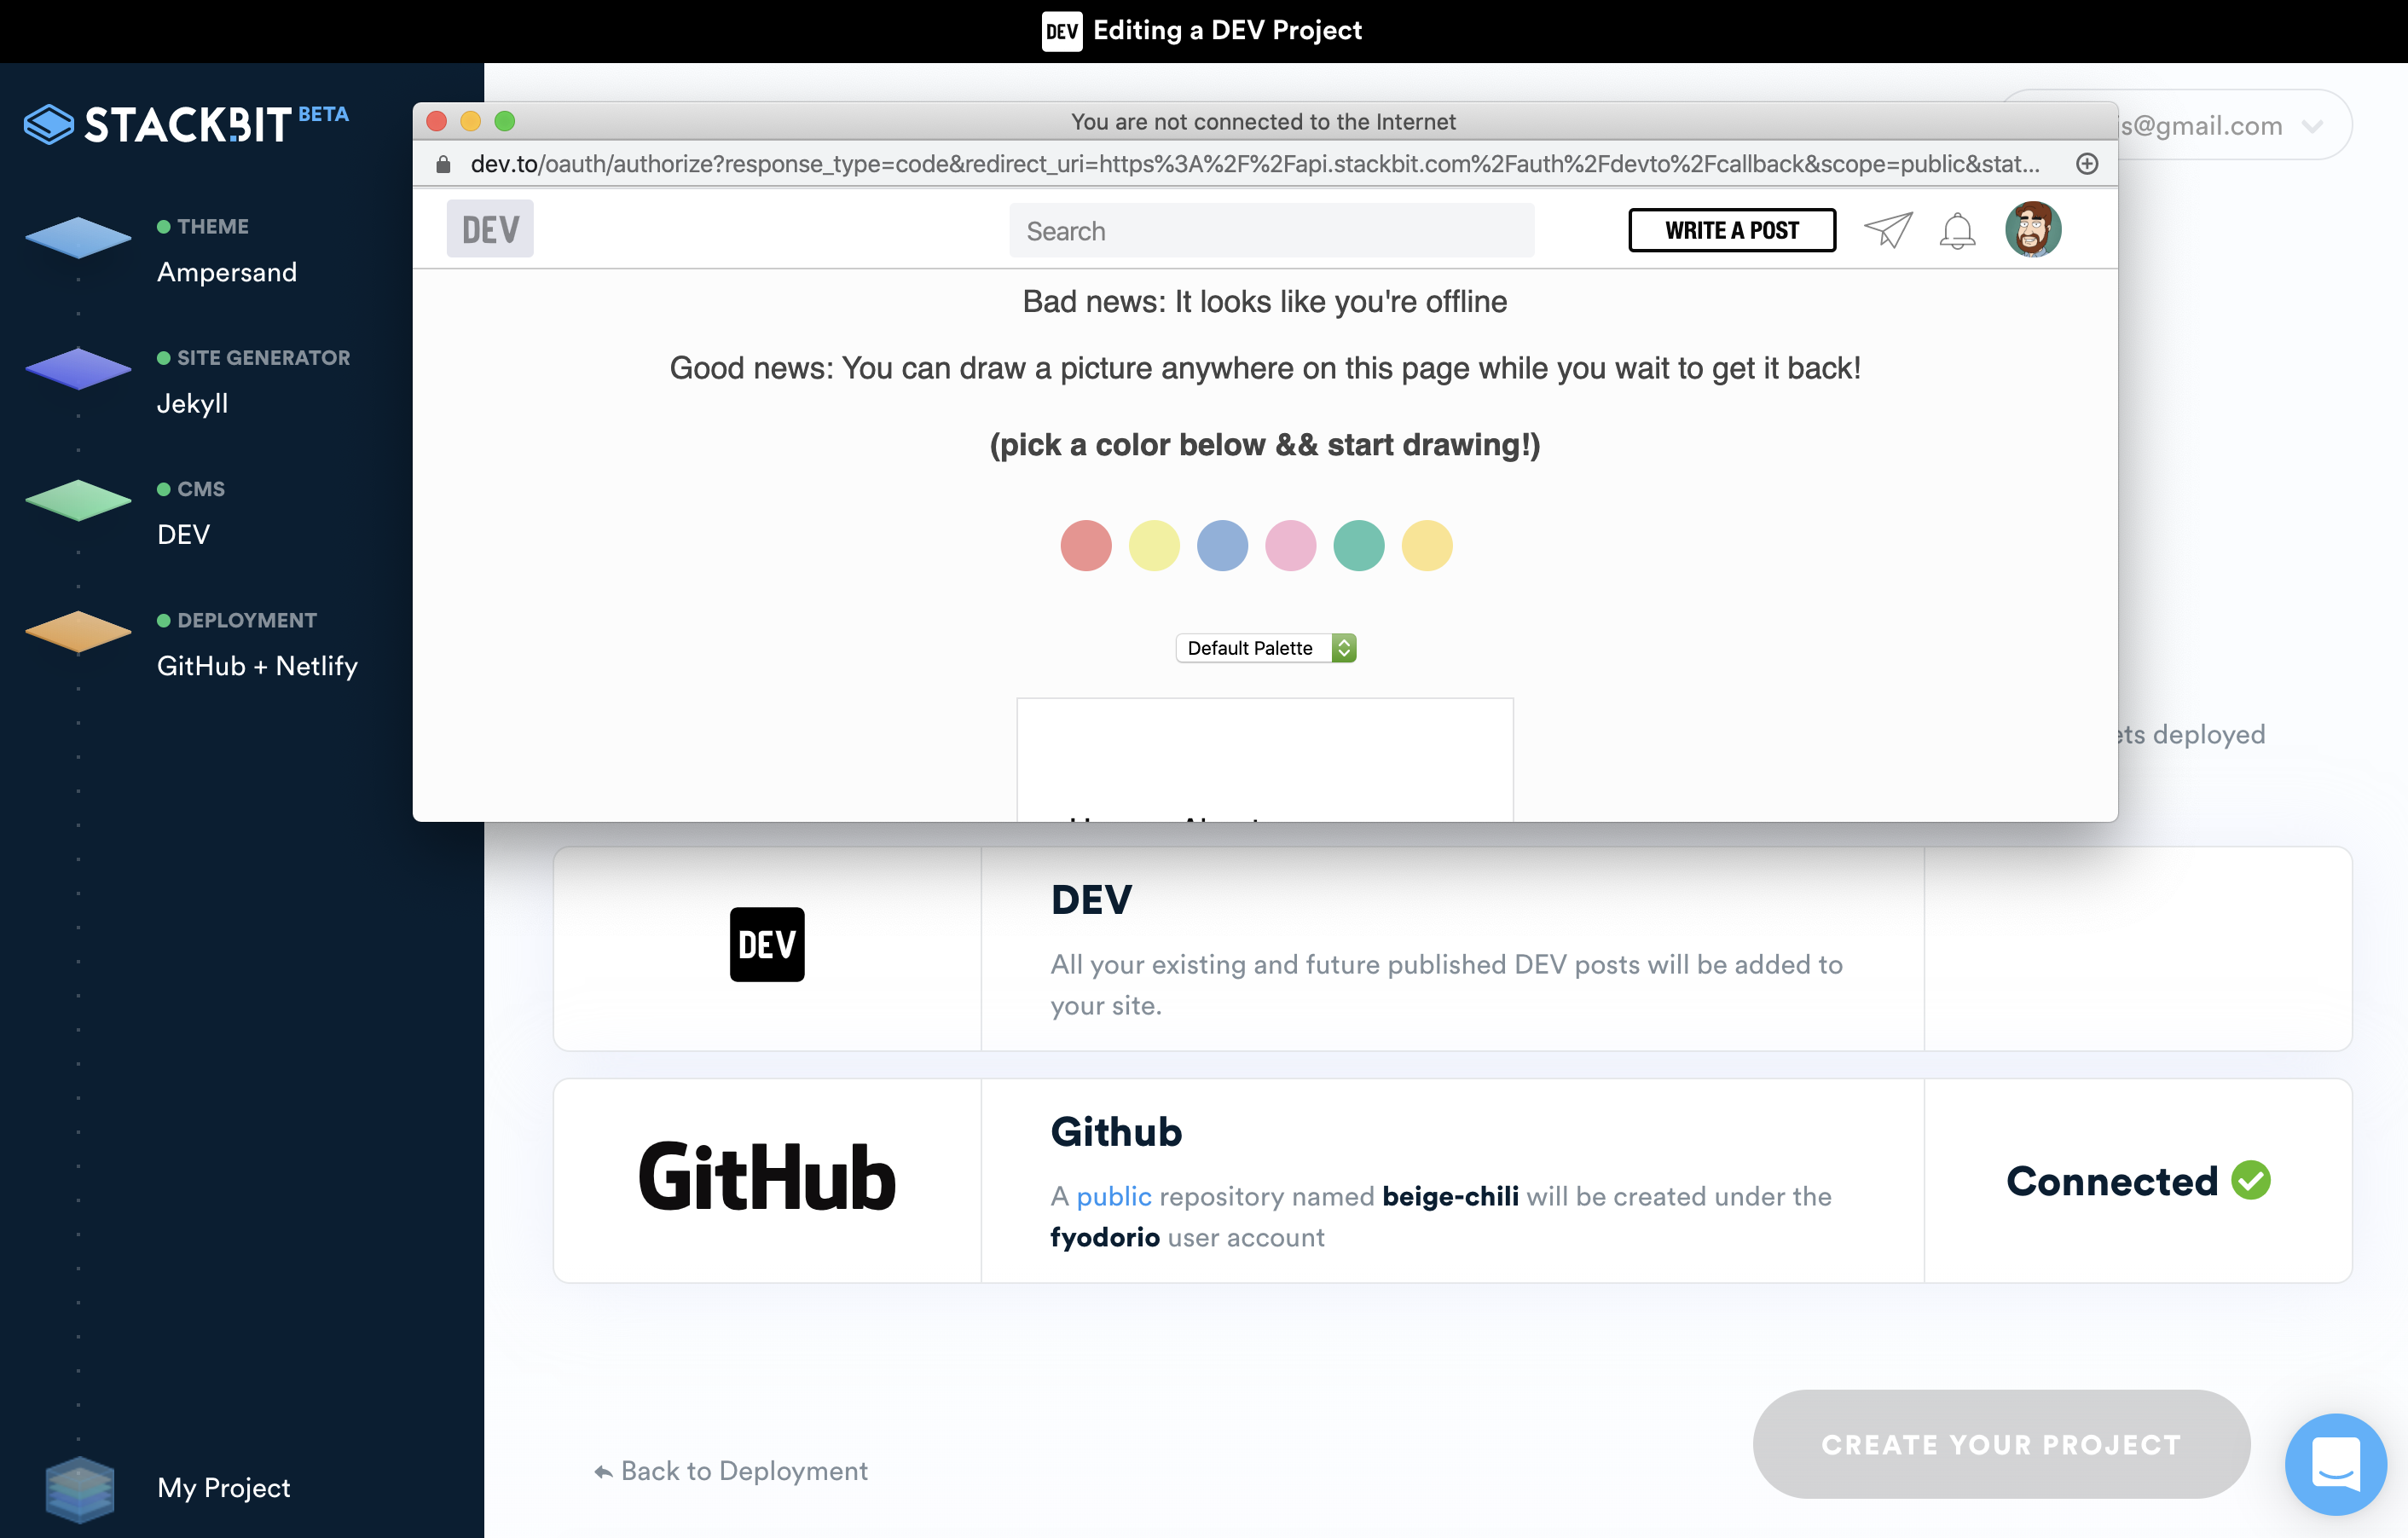 DEV Editing a DEV Project
STACKBIT BETA
THEME
Ampersand
SITE GENERATOR
Jekyll
CMS
DEV
DEPLOYMENT
GitHub + Netlify
My Project
You are not connected to the Internet
dev.to/oauth/authorize?response_type=code&redirect_uri=https%3A%2F%2Fapi.stackbit.com%2Fauth%2Fdevto%2Fcallback&scope=public&stat...
DEV
Search
WRITE A POST
Bad news: It looks like you're offline
Good news: You can draw a picture anywhere on this page while you wait to get it back!
(pick a color below && start drawing!)
Default Palette
is@gmail.com
ets deployed
DEV
DEV
All your existing and future published DEV posts will be added to
your site.
GitHub
Github
A public repository named beige-chili will be created under the
fyodorio user account
Connected
Back to Deployment
CREATE YOUR PROJECT